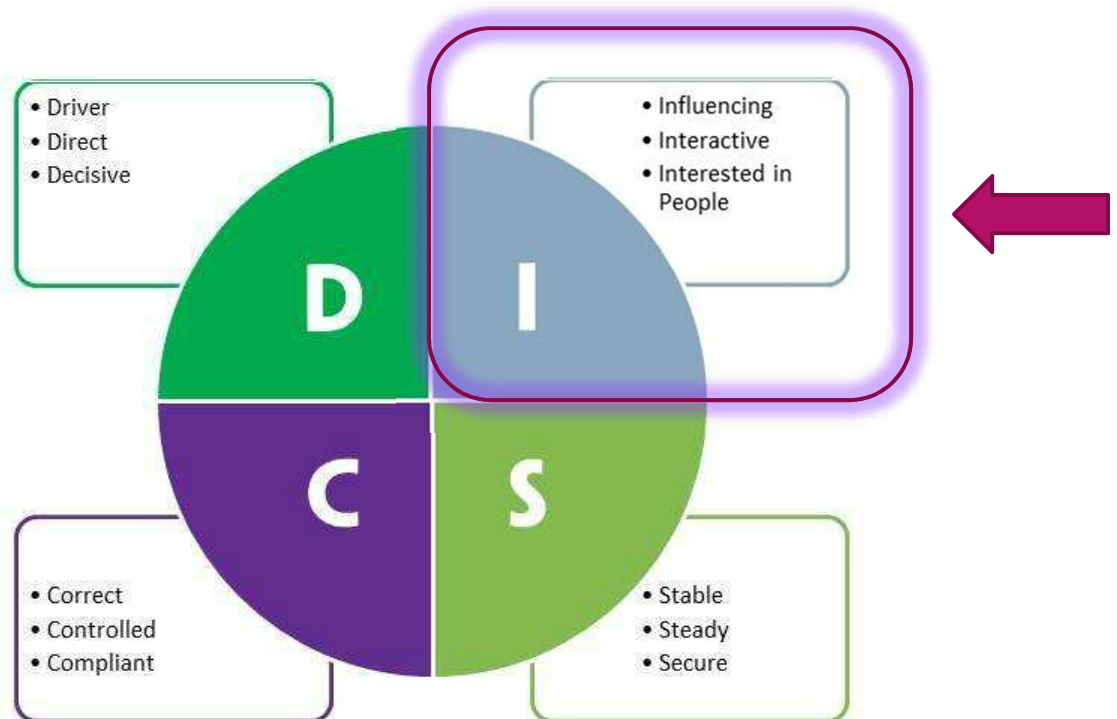 • Driver
• Direct
• Decisive
• Influencing
• Interactive
• Interested in
People
D
I
C
S
• Correct
• Controlled
• Compliant
• Stable
• Steady
• Secure